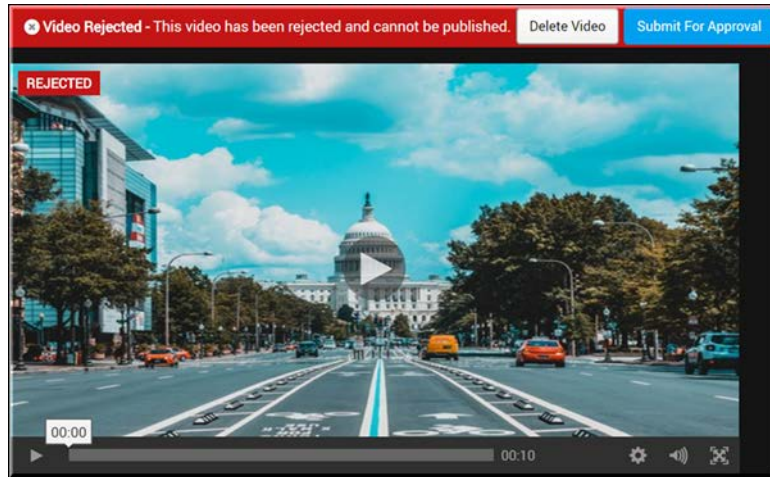 Video Rejected - This video has been rejected and cannot be published. Delete Video Submit For Approval
REJECTED
00:00
00:10